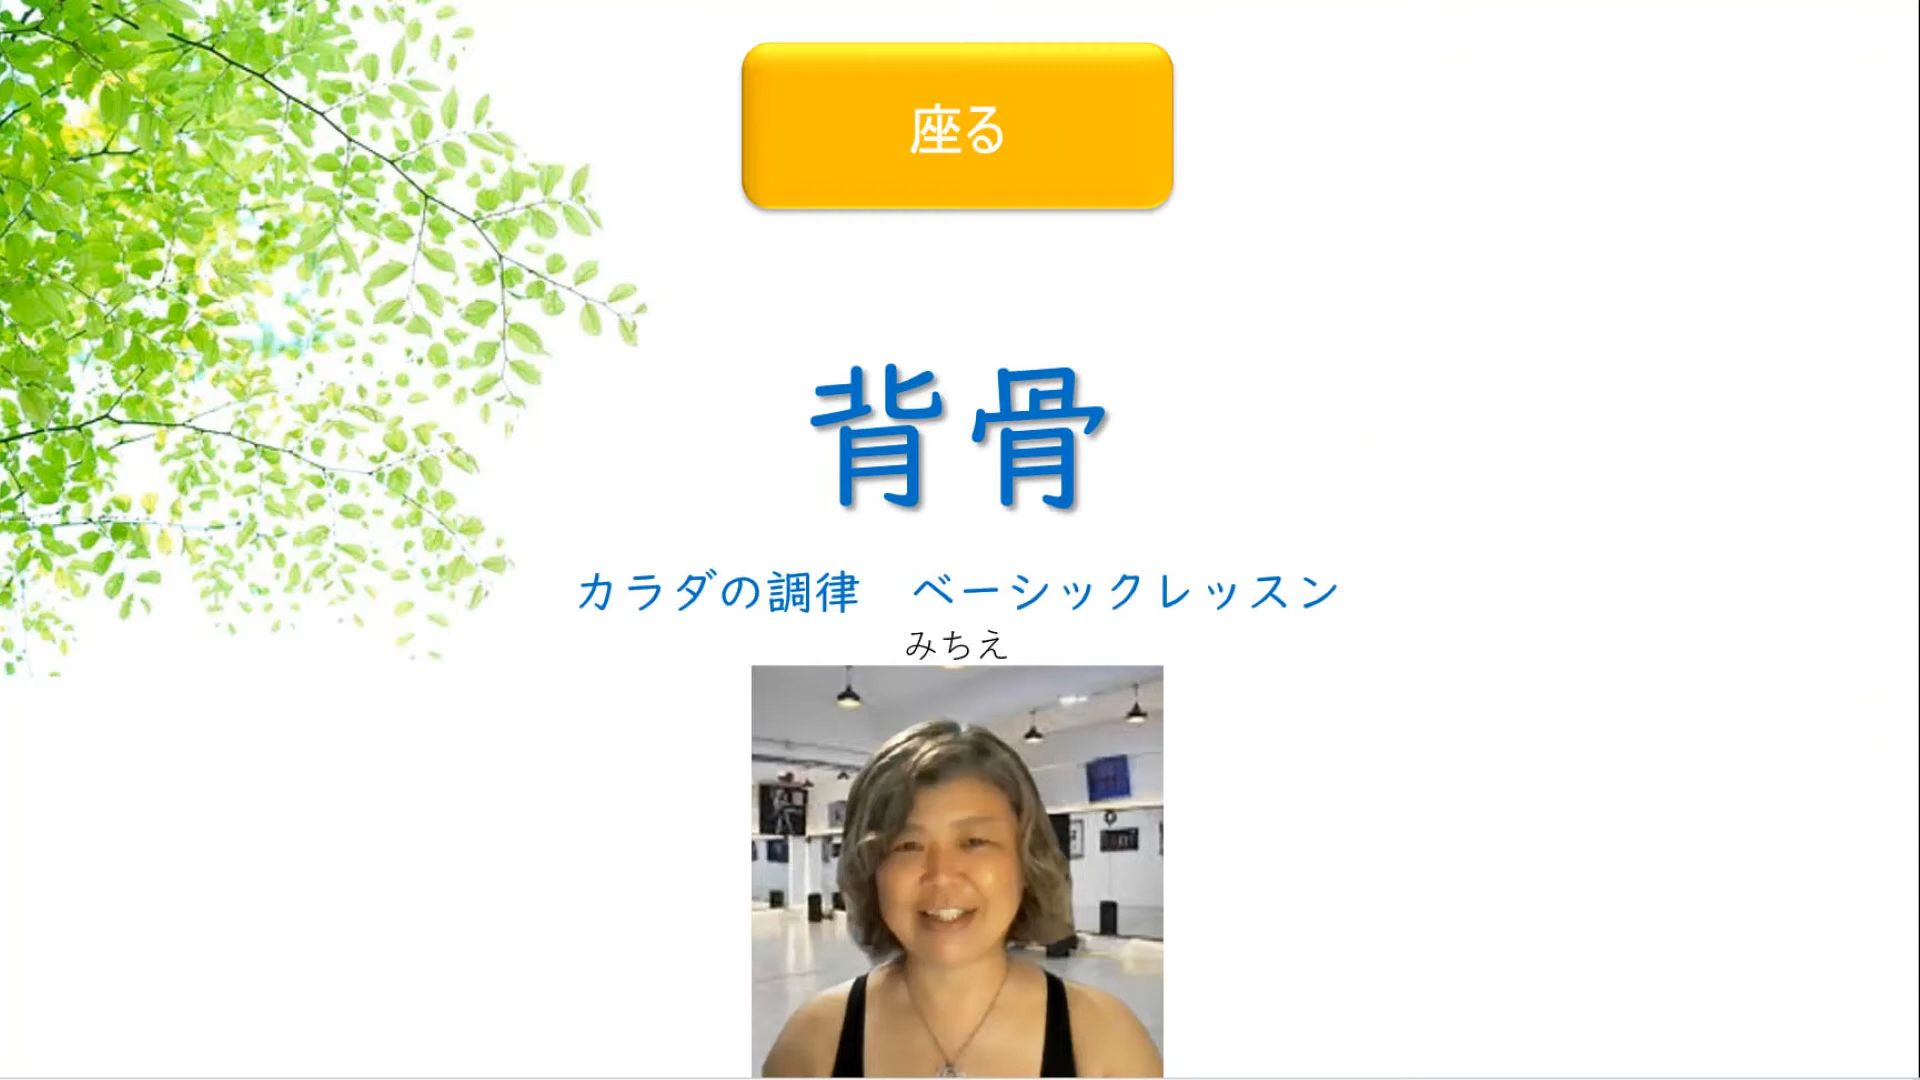 座る
背骨
カラダの調律　ベーシックレッスン
みちえ